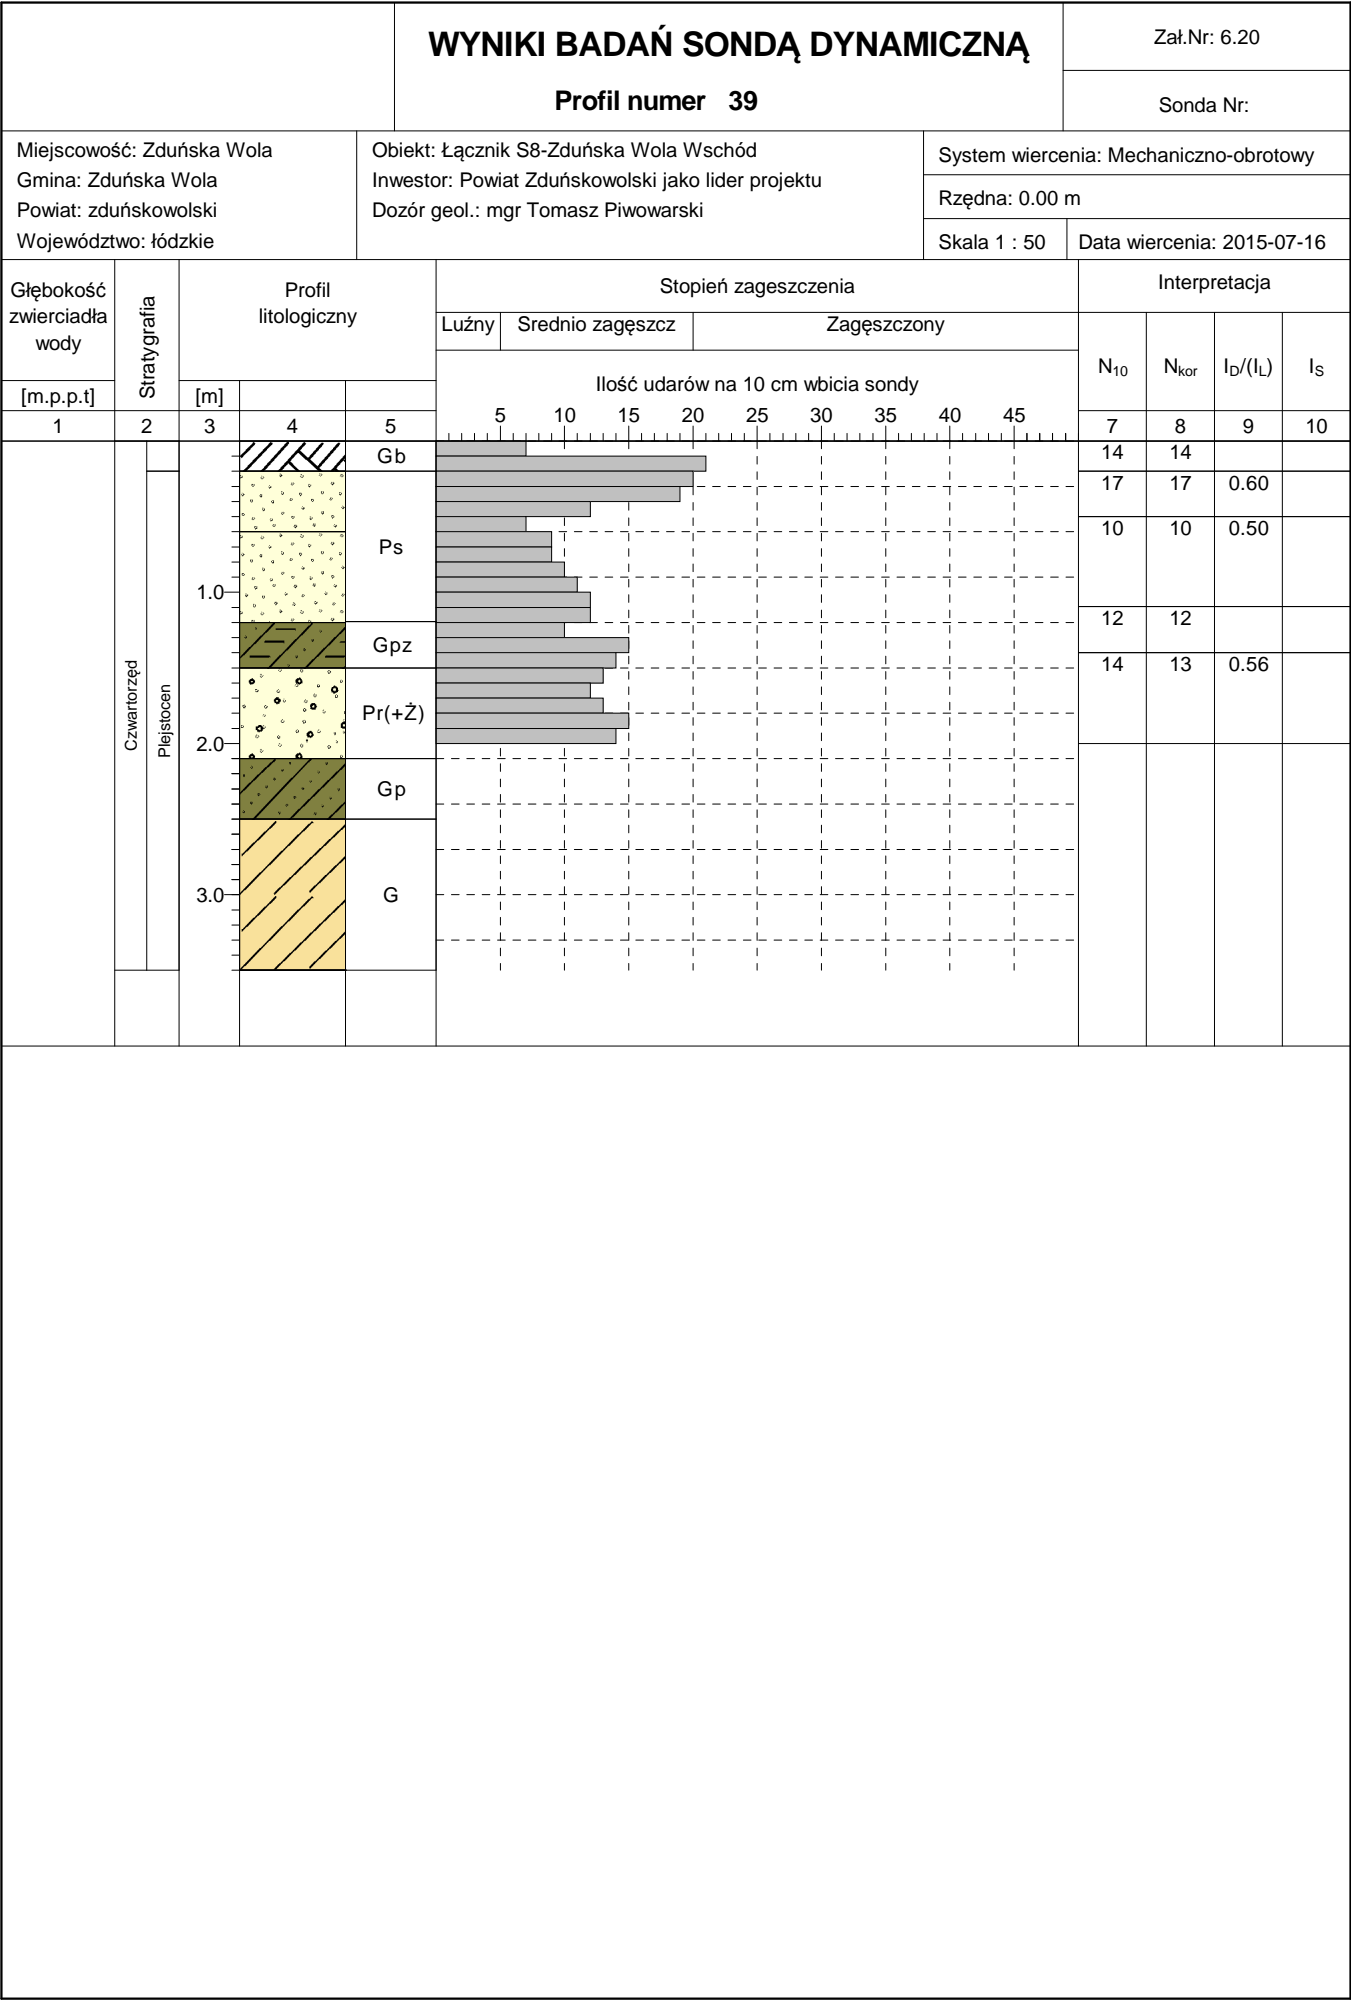 WYNIKI BADAŃ SONDĄ DYNAMICZNĄ
Profil numer 39
Zał.Nr: 6.20
Sonda Nr:
Miejscowość: Zduńska Wola
Gmina: Zduńska Wola
Powiat: zduńskowolski
Województwo: łódzkie
Obiekt: Łącznik S8-Zduńska Wola Wschód
Inwestor: Powiat Zduńskowolski jako lider projektu
Dozór geol.: mgr Tomasz Piwowarski
System wiercenia: Mechaniczno-obrotowy
Rzędna: 0.00 m
Skala 1 : 50
Data wiercenia: 2015-07-16
Głębokość
zwierciadła
wody
[m.p.p.t]
Stratygrafia
Profil
litologiczny
[m]
Stopień zageszczenia
Luźny
Srednio zagęszcz
Zagęszczony
Ilość udarów na 10 cm wbicia sondy
5 10 15 20 25 30 35 40 45
Interpretacja
N10 Nkor ID/(IL) IS
1 2 3 4 5 7 8 9 10
Gb
14 14
17 17 0.60
Ps
10 10 0.50
1.0
12 12
Gpz
14 13 0.56
Czwartorzęd
Plejstocen
Pr(+Ż)
2.0
Gp
3.0
G